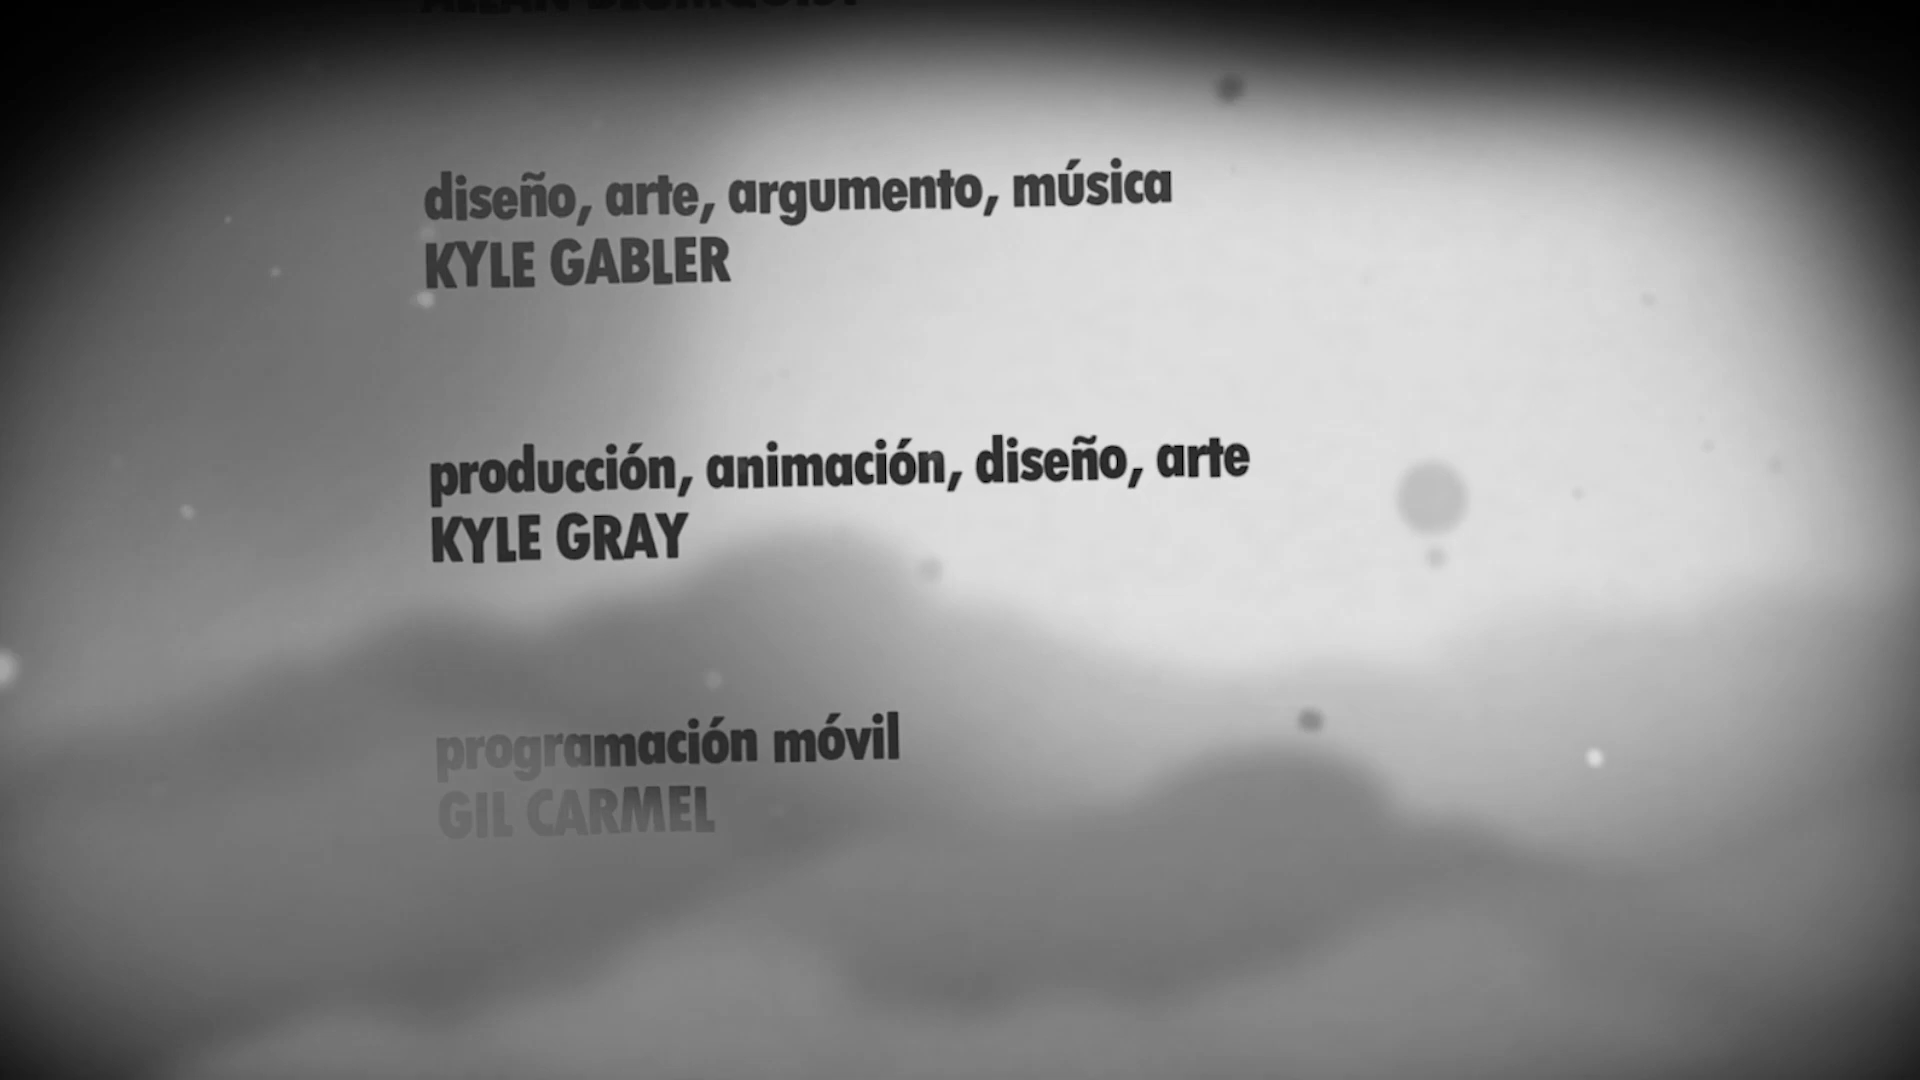 diseño, arte, argumento, música
KYLE GABLER
producción, animación, diseño, arte
KYLE GRAY
programación móvil
GIL CARMEL